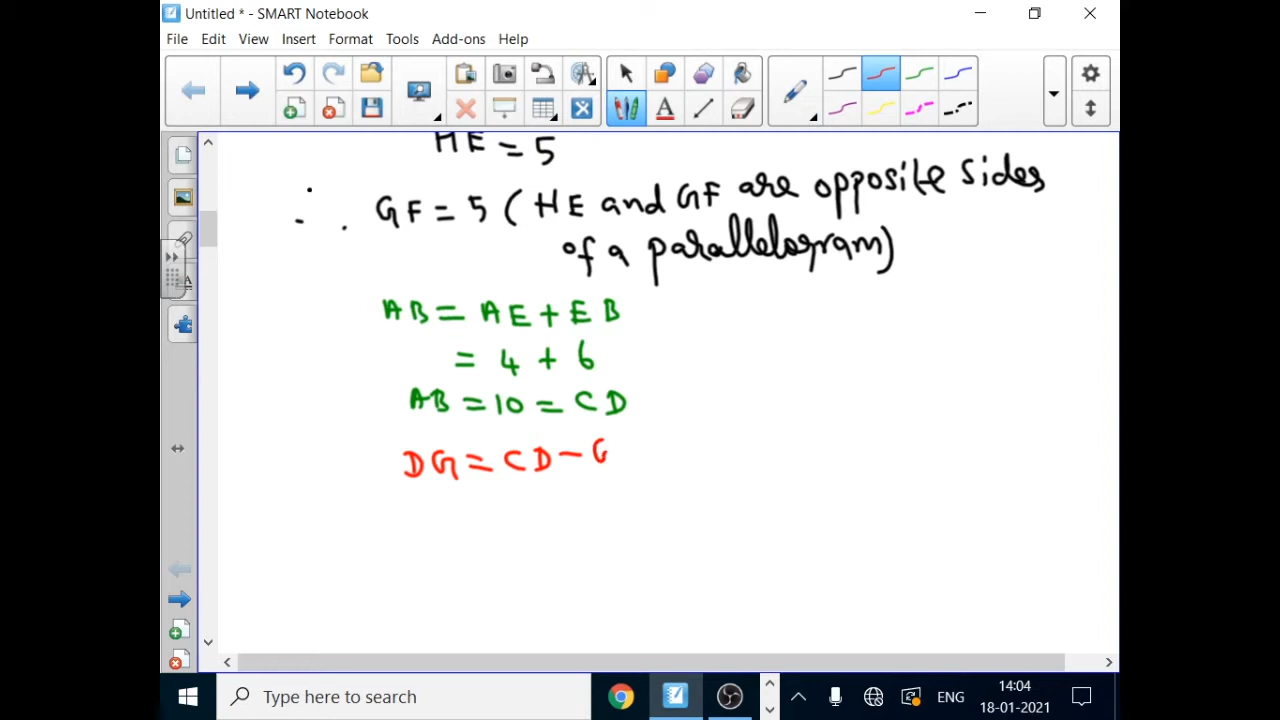 Untitled * - SMART Notebook
File Edit View Insert Format Tools Add-ons Help
HE = 5
∴ GF = 5 ( HE and GF are opposite sides
of a parallelogram)
AB = AE + EB
= 4 + 6
AB = 10 = CD
DG = CD - G
Type here to search
ENG
14:04
18-01-2021